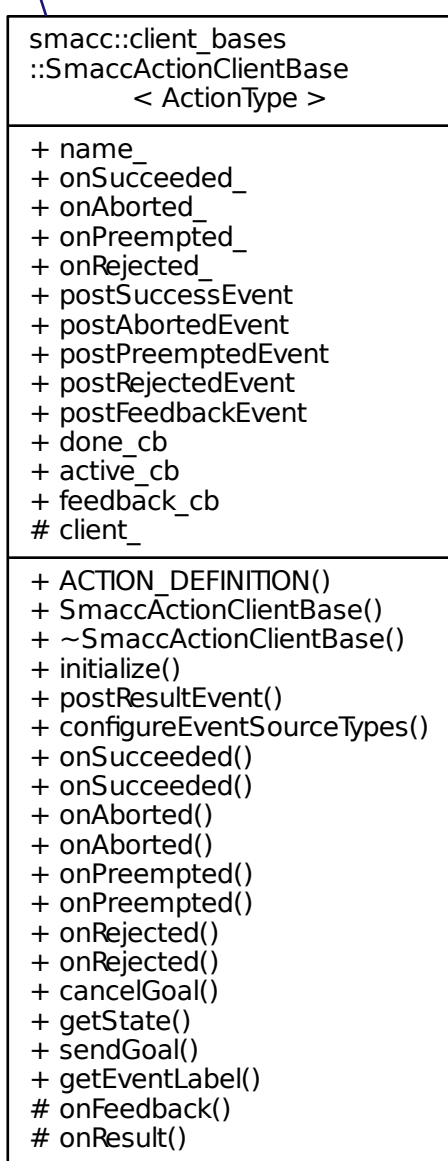 smacc::client_bases
::SmaccActionClientBase
< ActionType >
+ name_
+ onSucceeded_
+ onAborted_
+ onPreempted_
+ onRejected_
+ postSuccessEvent
+ postAbortedEvent
+ postPreemptedEvent
+ postRejectedEvent
+ postFeedbackEvent
+ done_cb
+ active_cb
+ feedback_cb
# client_
+ ACTION_DEFINITION()
+ SmaccActionClientBase()
+ ~SmaccActionClientBase()
+ initialize()
+ postResultEvent()
+ configureEventSourceTypes()
+ onSucceeded()
+ onSucceeded()
+ onAborted()
+ onAborted()
+ onPreempted()
+ onPreempted()
+ onRejected()
+ onRejected()
+ cancelGoal()
+ getState()
+ sendGoal()
+ getEventLabel()
# onFeedback()
# onResult()